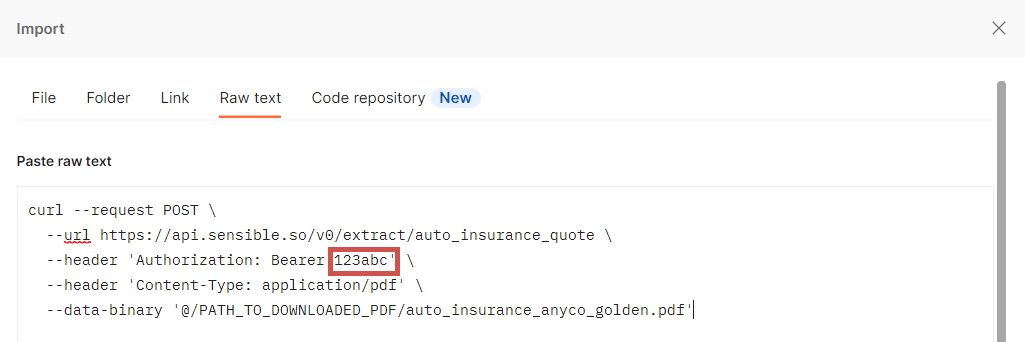 Import
File Folder Link Raw text Code repository New
Paste raw text
curl --request POST \
--url https://api.sensible.so/v0/extract/auto_insurance_quote \
--header 'Authorization: Bearer 123abc' \
--header 'Content-Type: application/pdf' \
--data-binary '@/PATH_TO_DOWNLOADED_PDF/auto_insurance_anyco_golden.pdf'